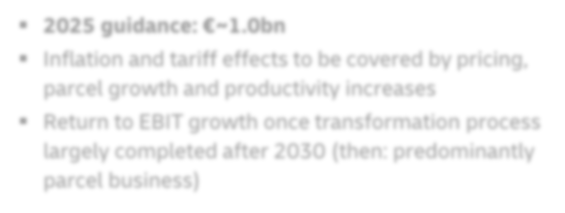 ▪ 2025 guidance: €~1.0bn
▪ Inflation and tariff effects to be covered by pricing,
parcel growth and productivity increases
▪ Return to EBIT growth once transformation process
largely completed after 2030 (then: predominantly
parcel business)